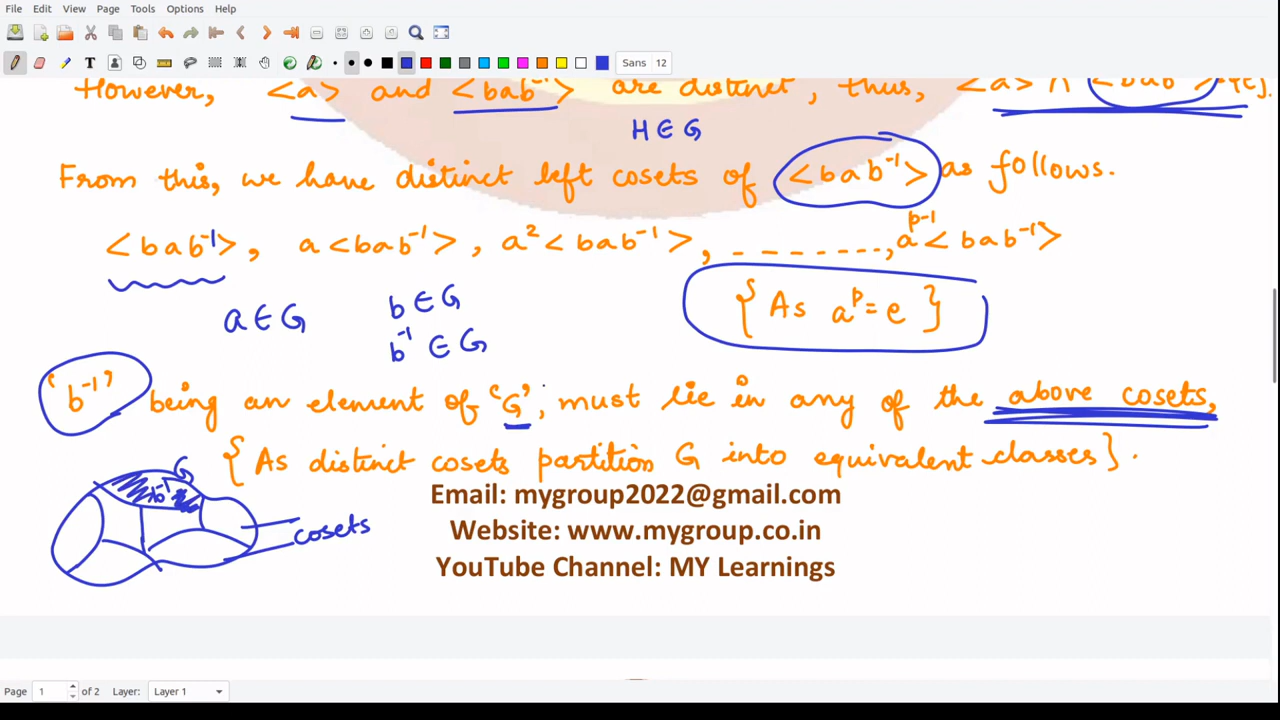 File Edit View Page Tools Options Help
T Sans 12
However, <a> and <bab⁻¹> are distinct, thus, <a> ∩ <bab⁻¹> = {e}.
H ∈ G
From this, we have distinct left cosets of <bab⁻¹> as follows.
<bab⁻¹>, a<bab⁻¹>, a²<bab⁻¹>, _ _ _ _ _ _ _ _, aᵖ⁻¹<bab⁻¹>
{As aᵖ = e}
a ∈ G b ∈ G
b⁻¹ ∈ G
'b⁻¹' being an element of 'G', must lie in any of the above cosets,
{As distinct cosets partition G into equivalent classes}.
G
b⁻¹
cosets
Email: mygroup2022@gmail.com
Website: www.mygroup.co.in
YouTube Channel: MY Learnings
Page 1 of 2 Layer: Layer 1